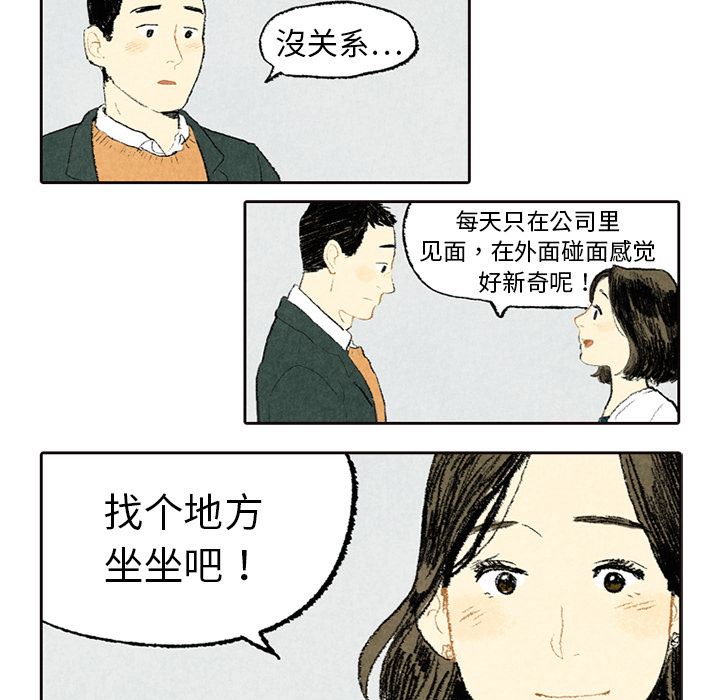 沒关系...
每天只在公司里
见面，在外面碰面感觉
好新奇呢！
找个地方
坐坐吧！